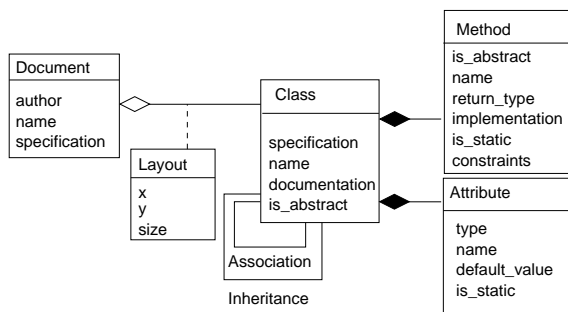 Document
author
name
specification
Layout
x
y
size
Class
specification
name
documentation
is_abstract
Association
Inheritance
Method
is_abstract
name
return_type
implementation
is_static
constraints
Attribute
type
name
default_value
is_static